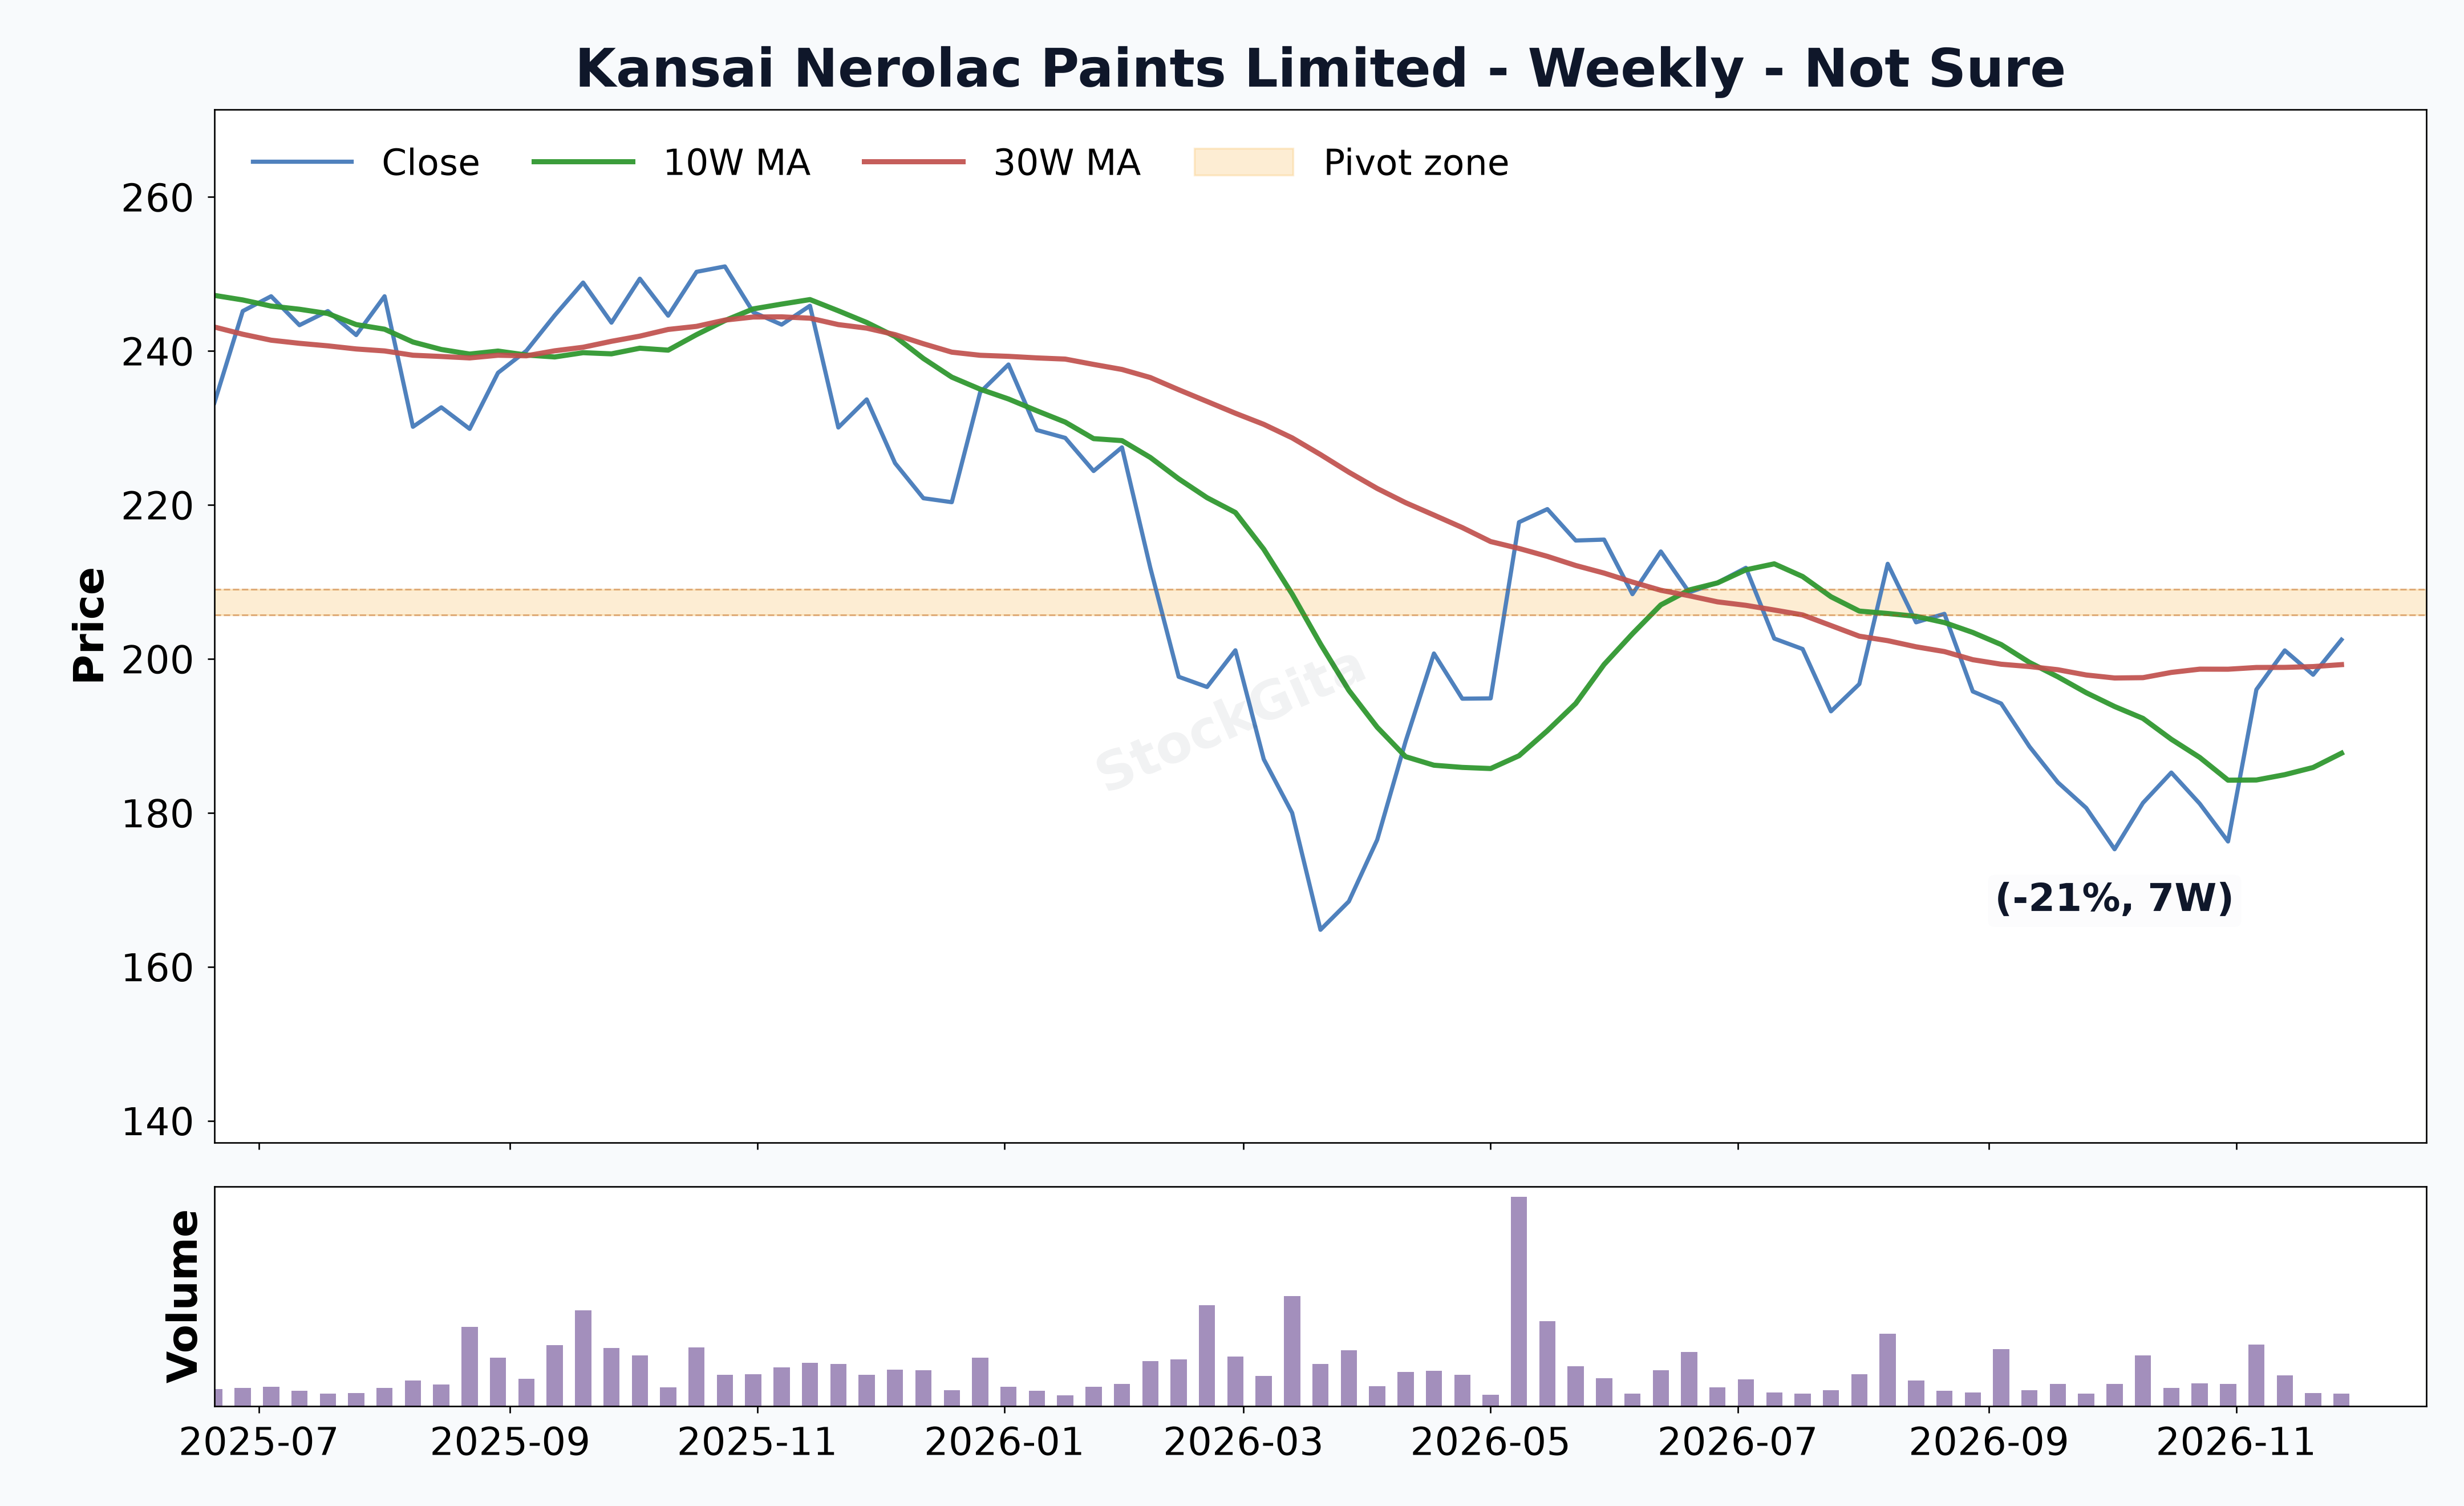 Kansai Nerolac Paints Limited - Weekly - Not Sure
Close 10W MA 30W MA Pivot zone
260
240
220
200
180
160
140
Price
StockGita
(-21%, 7W)
Volume
2025-07 2025-09 2025-11 2026-01 2026-03 2026-05 2026-07 2026-09 2026-11